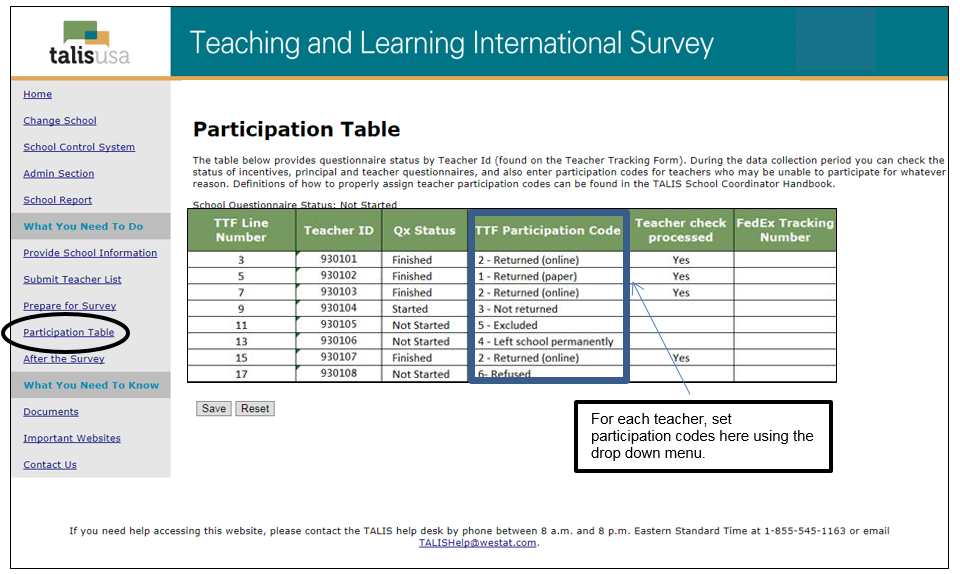 talisusa
Teaching and Learning International Survey
Home
Change School
School Control System
Admin Section
School Report
What You Need To Do
Provide School Information
Submit Teacher List
Prepare for Survey
Participation Table
After the Survey
What You Need To Know
Documents
Important Websites
Contact Us
Participation Table
The table below provides questionnaire status by Teacher Id (found on the Teacher Tracking Form). During the data collection period you can check the
status of incentives, principal and teacher questionnaires, and also enter participation codes for teachers who may be unable to participate for whatever
reason. Definitions of how to properly assign teacher participation codes can be found in the TALIS School Coordinator Handbook.
School Questionnaire Status: Not Started
TTF Line Number Teacher ID Qx Status TTF Participation Code Teacher check processed FedEx Tracking Number
3 930101 Finished 2 - Returned (online) Yes
5 930102 Finished 1 - Returned (paper) Yes
7 930103 Finished 2 - Returned (online) Yes
9 930104 Started 3 - Not returned
11 930105 Not Started 5 - Excluded
13 930106 Not Started 4 - Left school permanently
15 930107 Finished 2 - Returned (online) Yes
17 930108 Not Started 6- Refused
Save Reset
For each teacher, set
participation codes here using the
drop down menu.
If you need help accessing this website, please contact the TALIS help desk by phone between 8 a.m. and 8 p.m. Eastern Standard Time at 1-855-545-1163 or email
TALISHelp@westat.com.